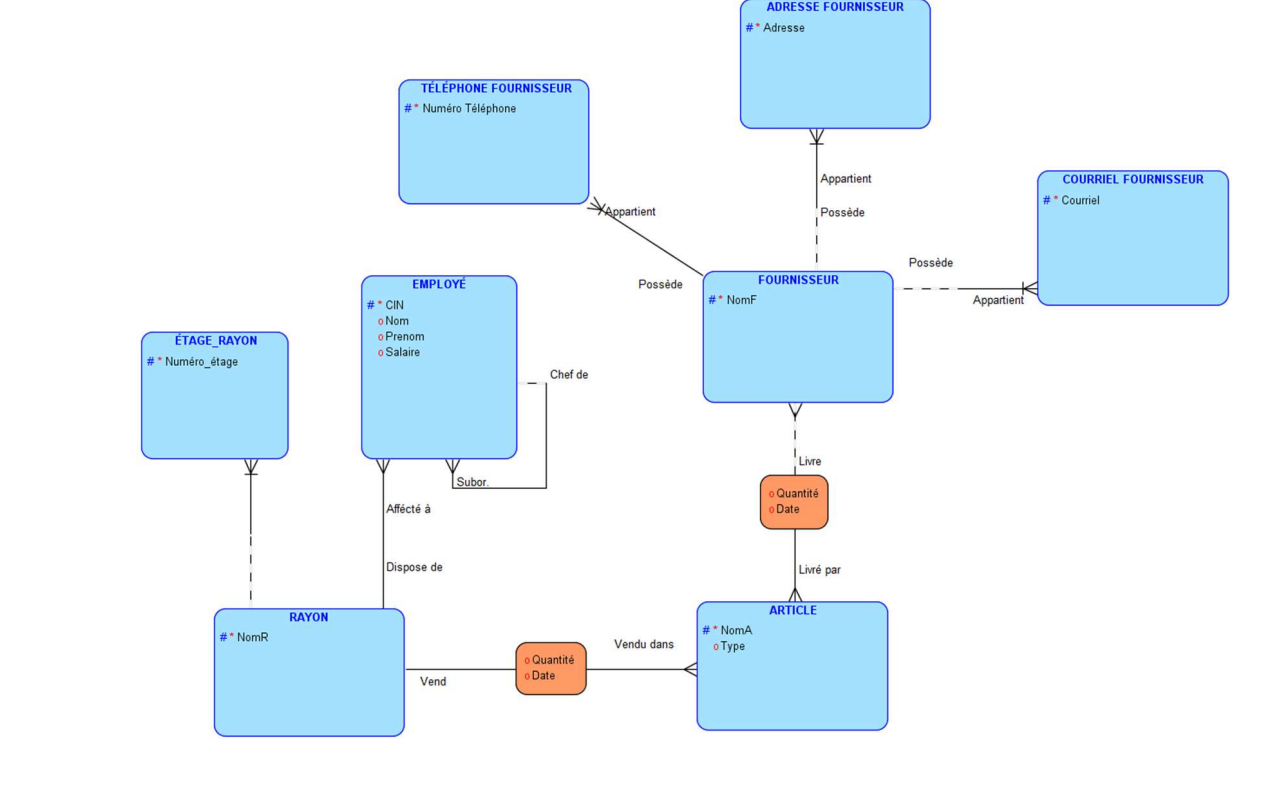 ADRESSE FOURNISSEUR
#* Adresse
TÉLÉPHONE FOURNISSEUR
#* Numéro Téléphone
COURRIEL FOURNISSEUR
#* Courriel
Appartient
Possède
Appartient
Possède
Possède
Appartient
FOURNISSEUR
#* NomF
EMPLOYÉ
#* CIN
o Nom
o Prenom
o Salaire
ÉTAGE_RAYON
#* Numéro_étage
Chef de
Subor.
Afécté à
Dispose de
Livre
o Quantité
o Date
Livré par
RAYON
#* NomR
Vend
o Quantité
o Date
Vendu dans
ARTICLE
#* NomA
o Type